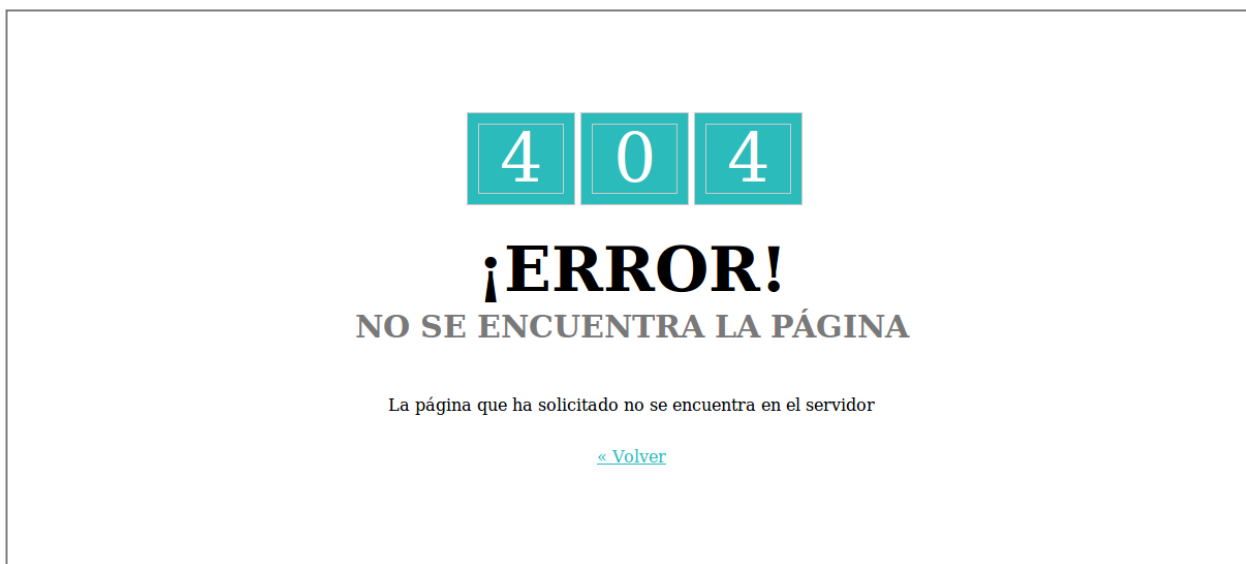 4 0 4
¡ERROR!
NO SE ENCUENTRA LA PÁGINA
La página que ha solicitado no se encuentra en el servidor
« Volver